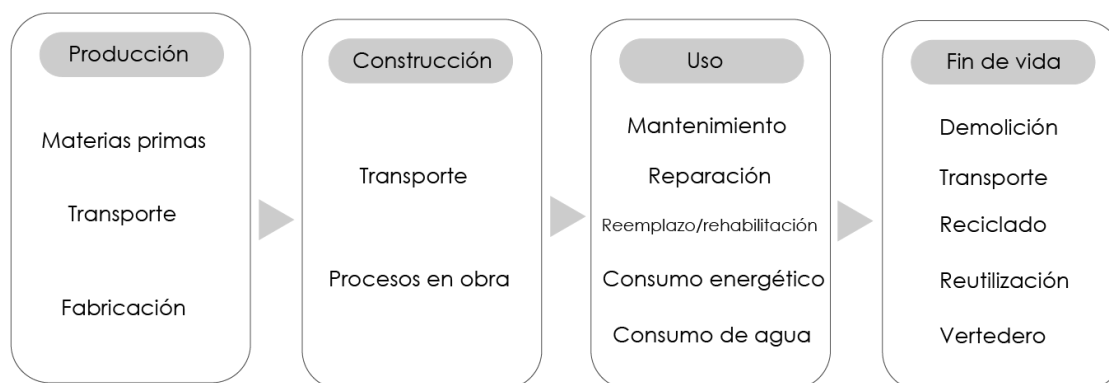 Producción
Materias primas
Transporte
Fabricación
Construcción
Transporte
Procesos en obra
Uso
Mantenimiento
Reparación
Reemplazo/rehabilitación
Consumo energético
Consumo de agua
Fin de vida
Demolición
Transporte
Reciclado
Reutilización
Vertedero